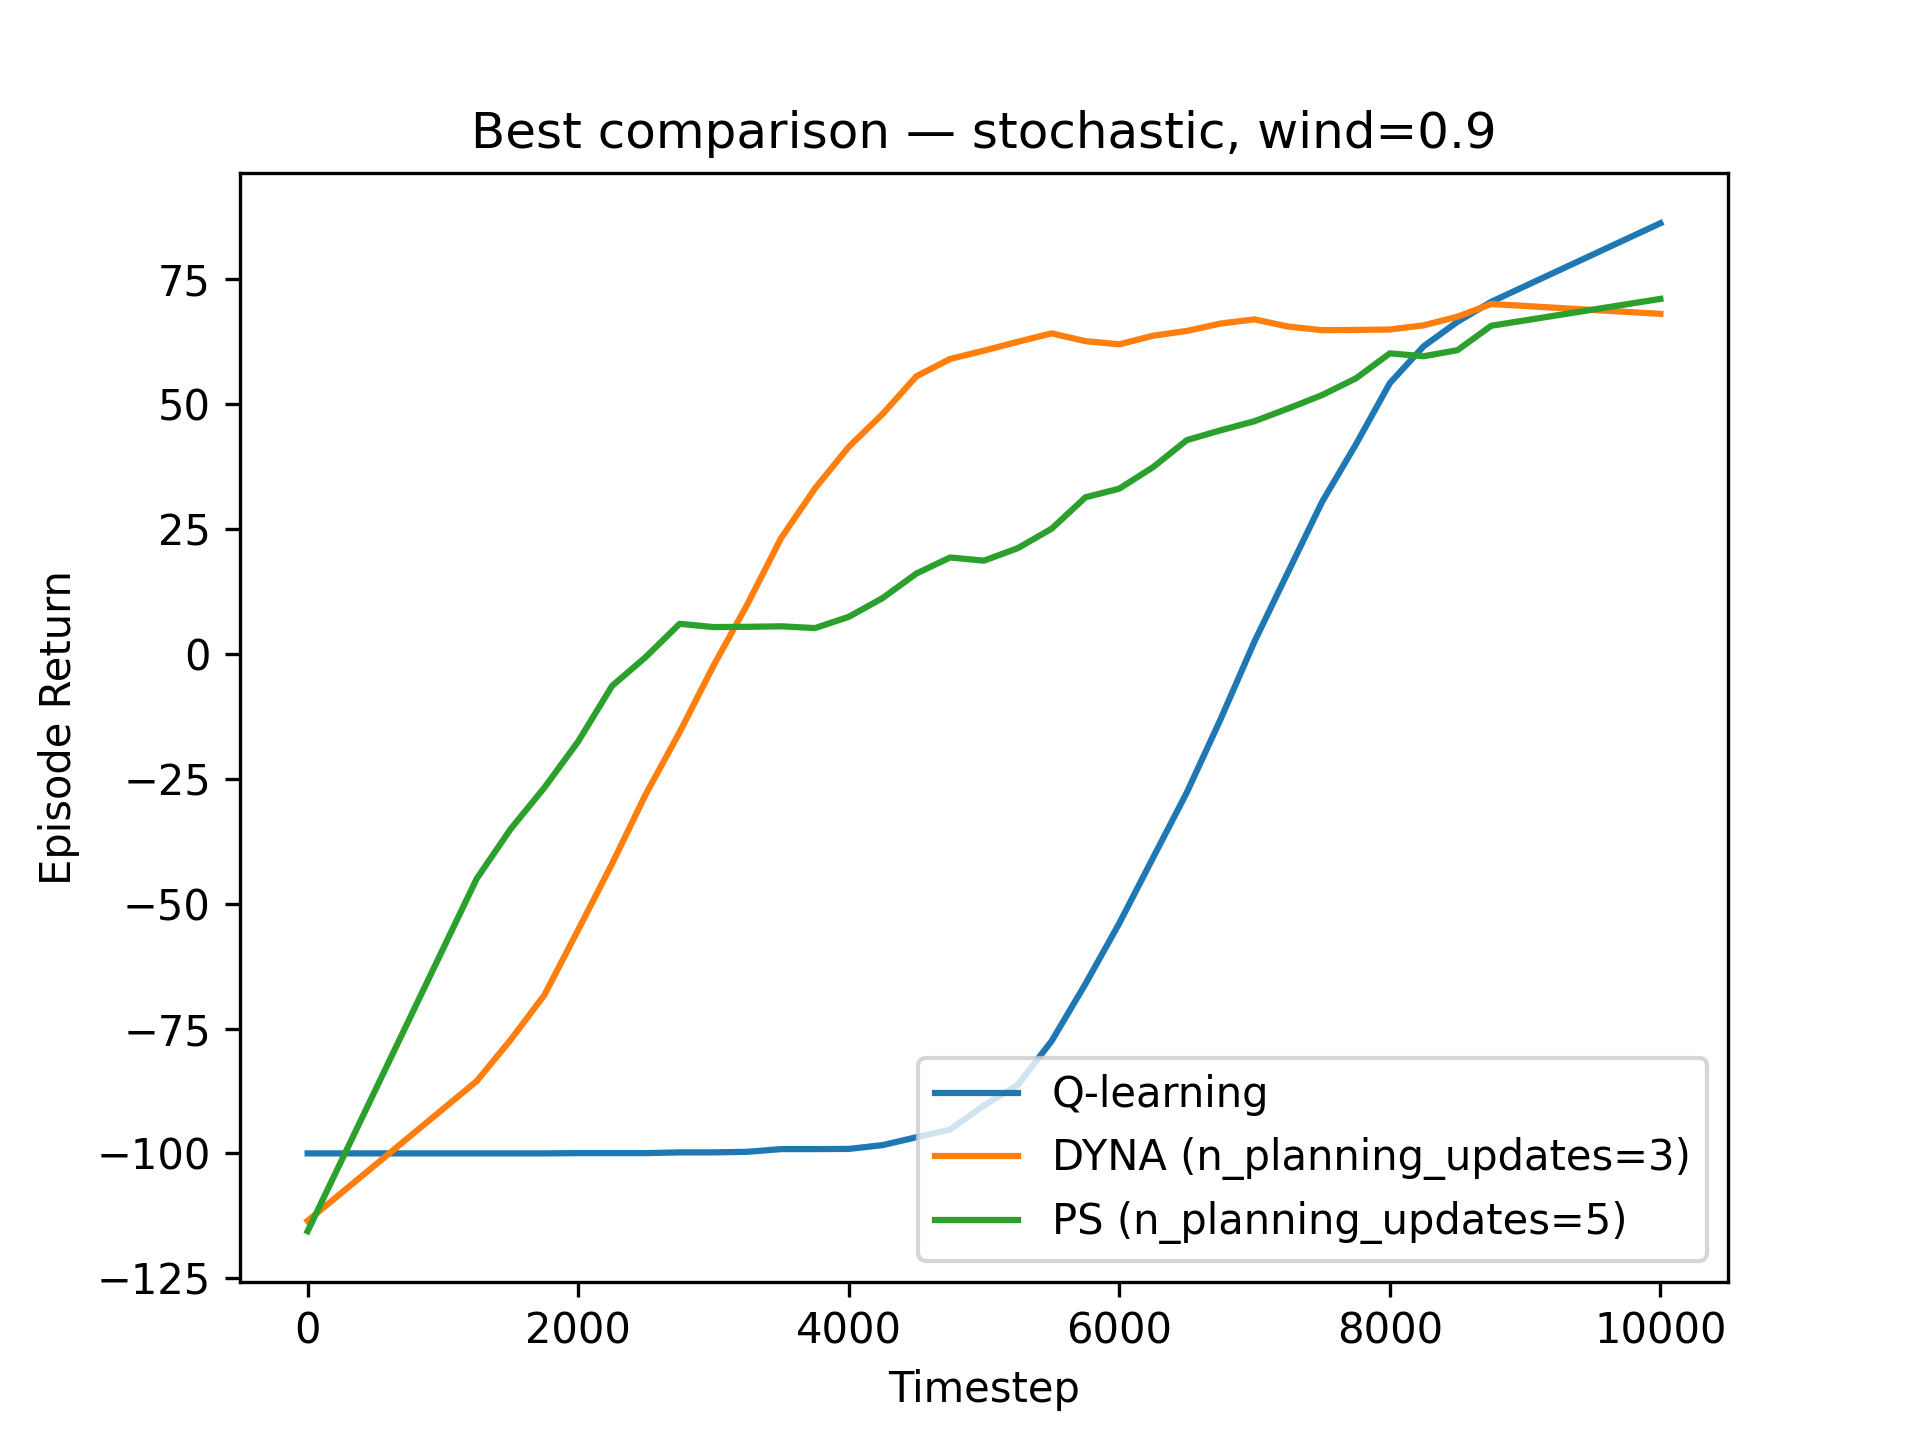 Best comparison — stochastic, wind=0.9
Episode Return
75
50
25
0
−25
−50
−75
−100
−125
0 2000 4000 6000 8000 10000
Timestep
Q-learning
DYNA (n_planning_updates=3)
PS (n_planning_updates=5)